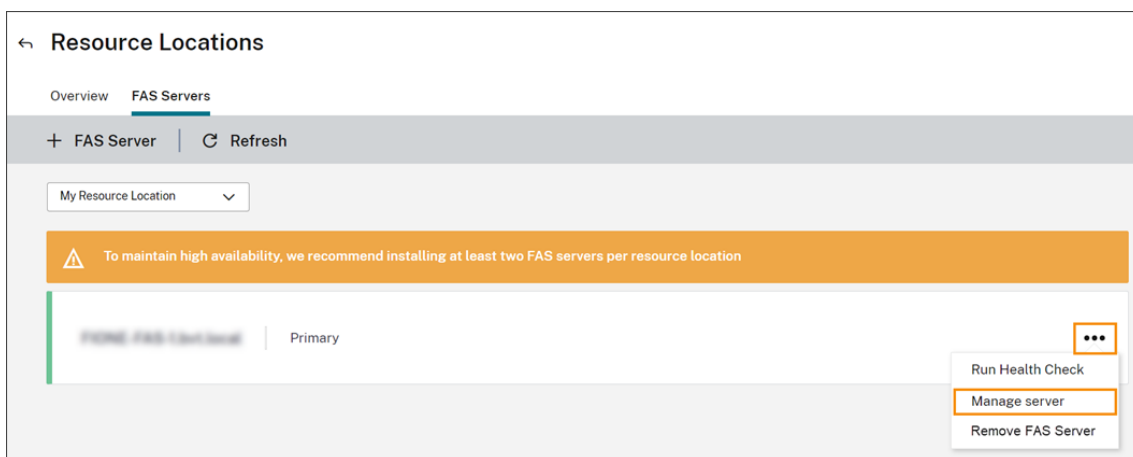 Resource Locations
Overview FAS Servers
+ FAS Server Refresh
My Resource Location
To maintain high availability, we recommend installing at least two FAS servers per resource location
Primary
Run Health Check
Manage server
Remove FAS Server